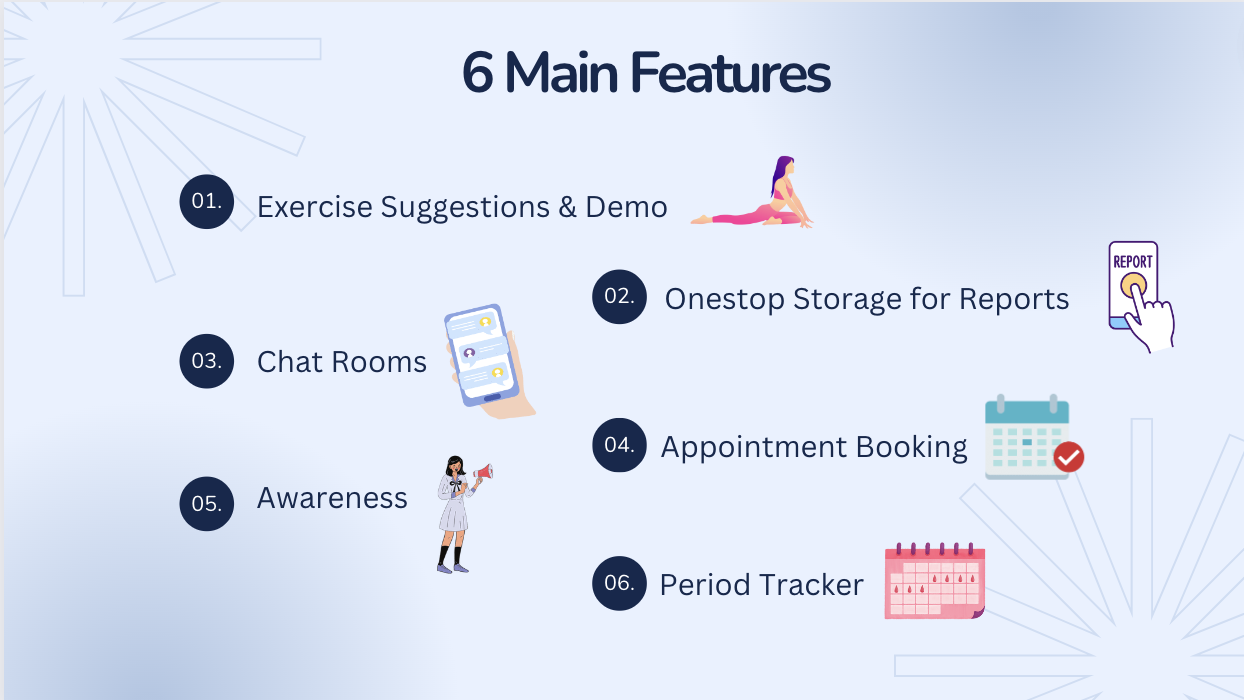 6 Main Features
01. Exercise Suggestions & Demo
02. Onestop Storage for Reports
REPORT
03. Chat Rooms
04. Appointment Booking
05. Awareness
06. Period Tracker